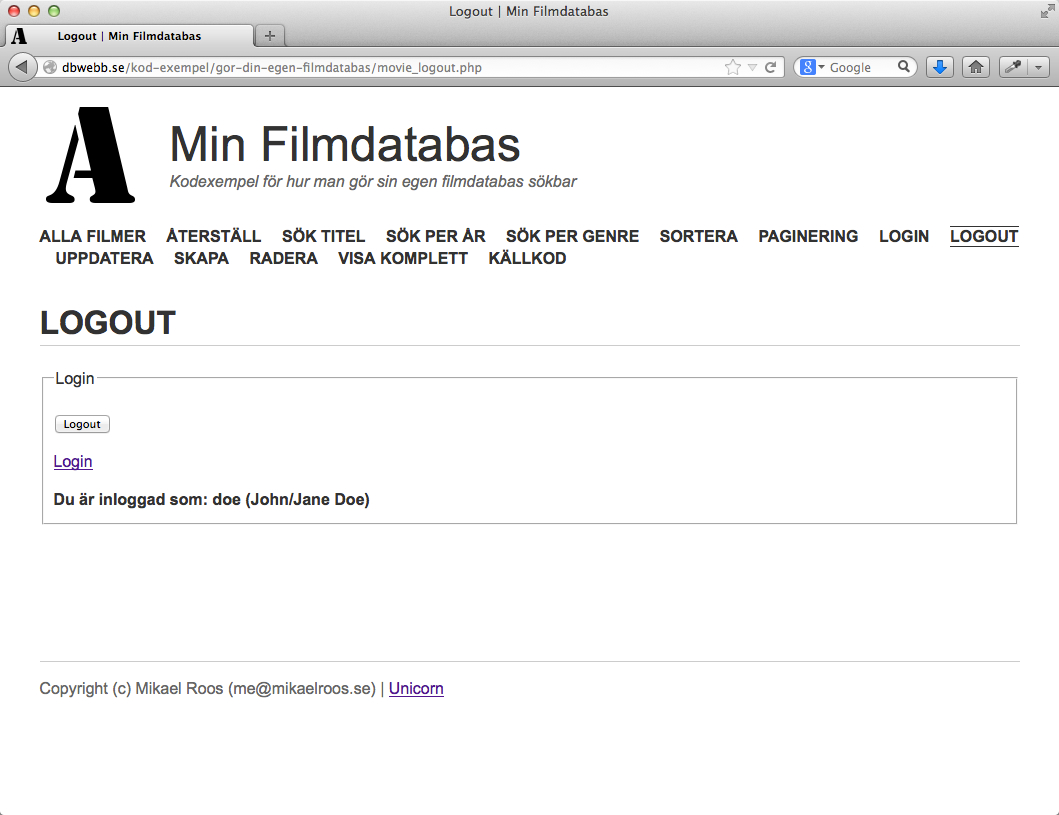 Logout | Min Filmdatabas
A Logout | Min Filmdatabas
dbwebb.se/kod-exempel/gor-din-egen-filmdatabas/movie_logout.php 8 Google
A
Min Filmdatabas
Kodexempel för hur man gör sin egen filmdatabas sökbar
ALLA FILMER ÅTERSTÄLL SÖK TITEL SÖK PER ÅR SÖK PER GENRE SORTERA PAGINERING LOGIN LOGOUT
UPPDATERA SKAPA RADERA VISA KOMPLETT KÄLLKOD
LOGOUT
Login
Logout
Login
Du är inloggad som: doe (John/Jane Doe)
Copyright (c) Mikael Roos (me@mikaelroos.se) | Unicorn